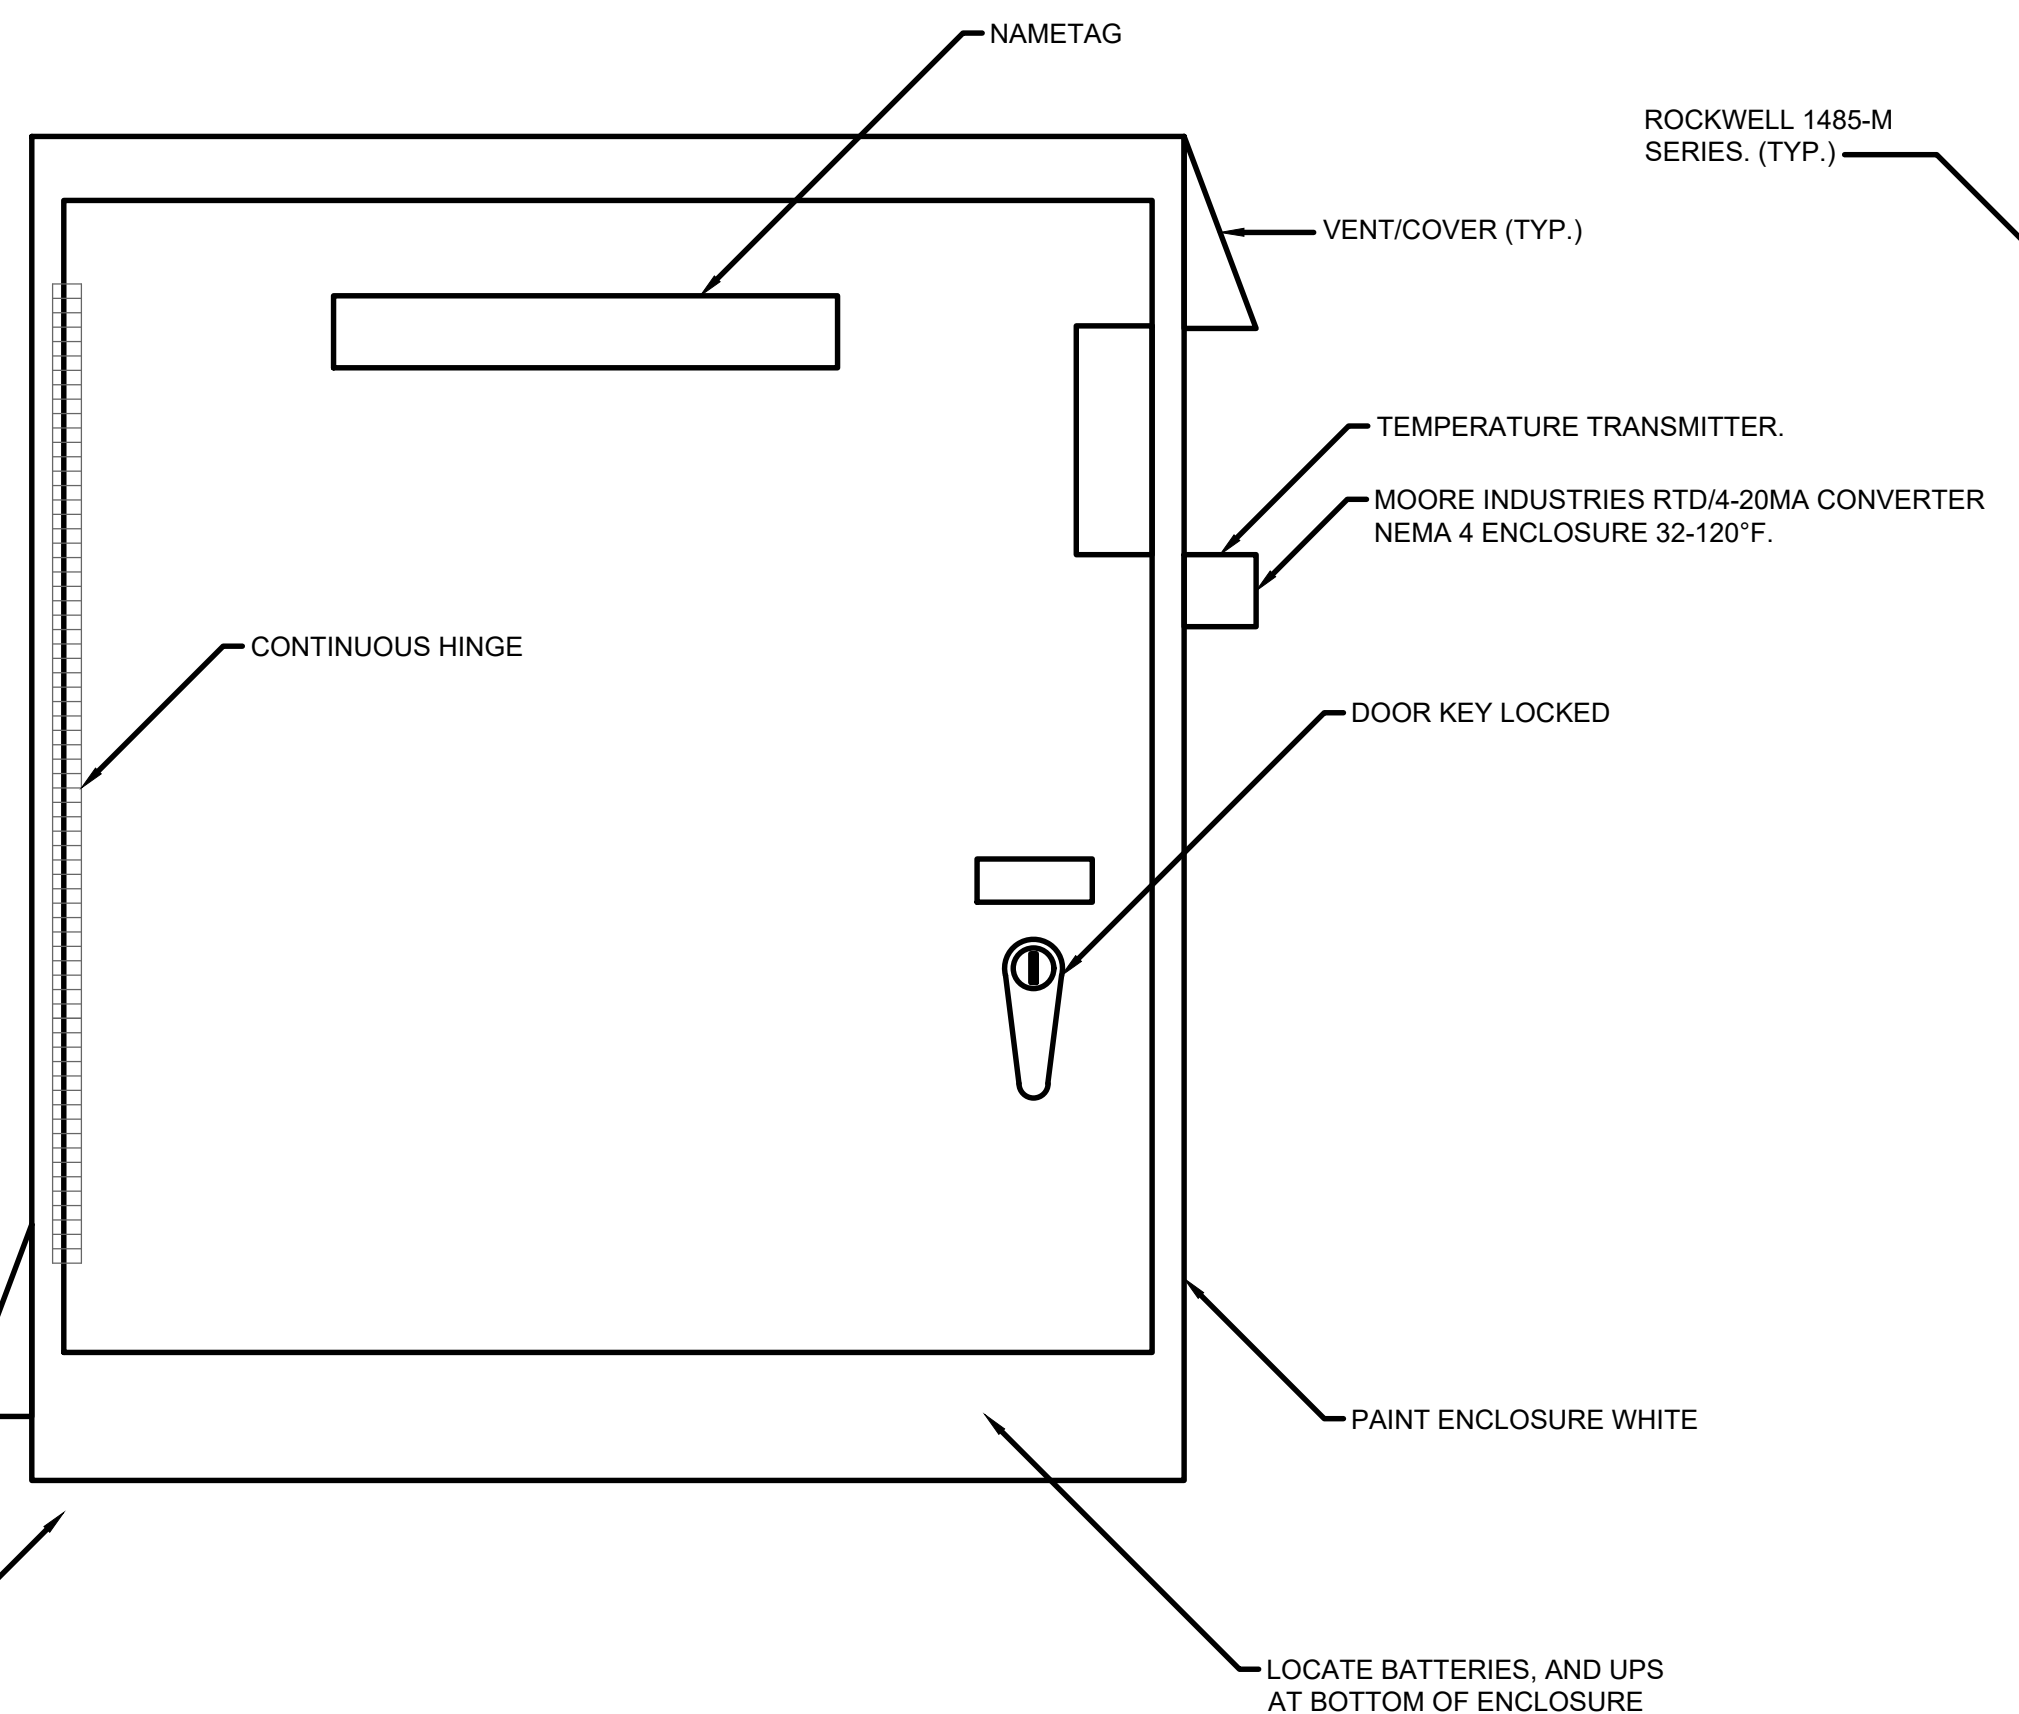 NAMETAG
ROCKWELL 1485-M
SERIES. (TYP.)
VENT/COVER (TYP.)
TEMPERATURE TRANSMITTER.
MOORE INDUSTRIES RTD/4-20MA CONVERTER
NEMA 4 ENCLOSURE 32-120°F.
CONTINUOUS HINGE
DOOR KEY LOCKED
PAINT ENCLOSURE WHITE
LOCATE BATTERIES, AND UPS
AT BOTTOM OF ENCLOSURE